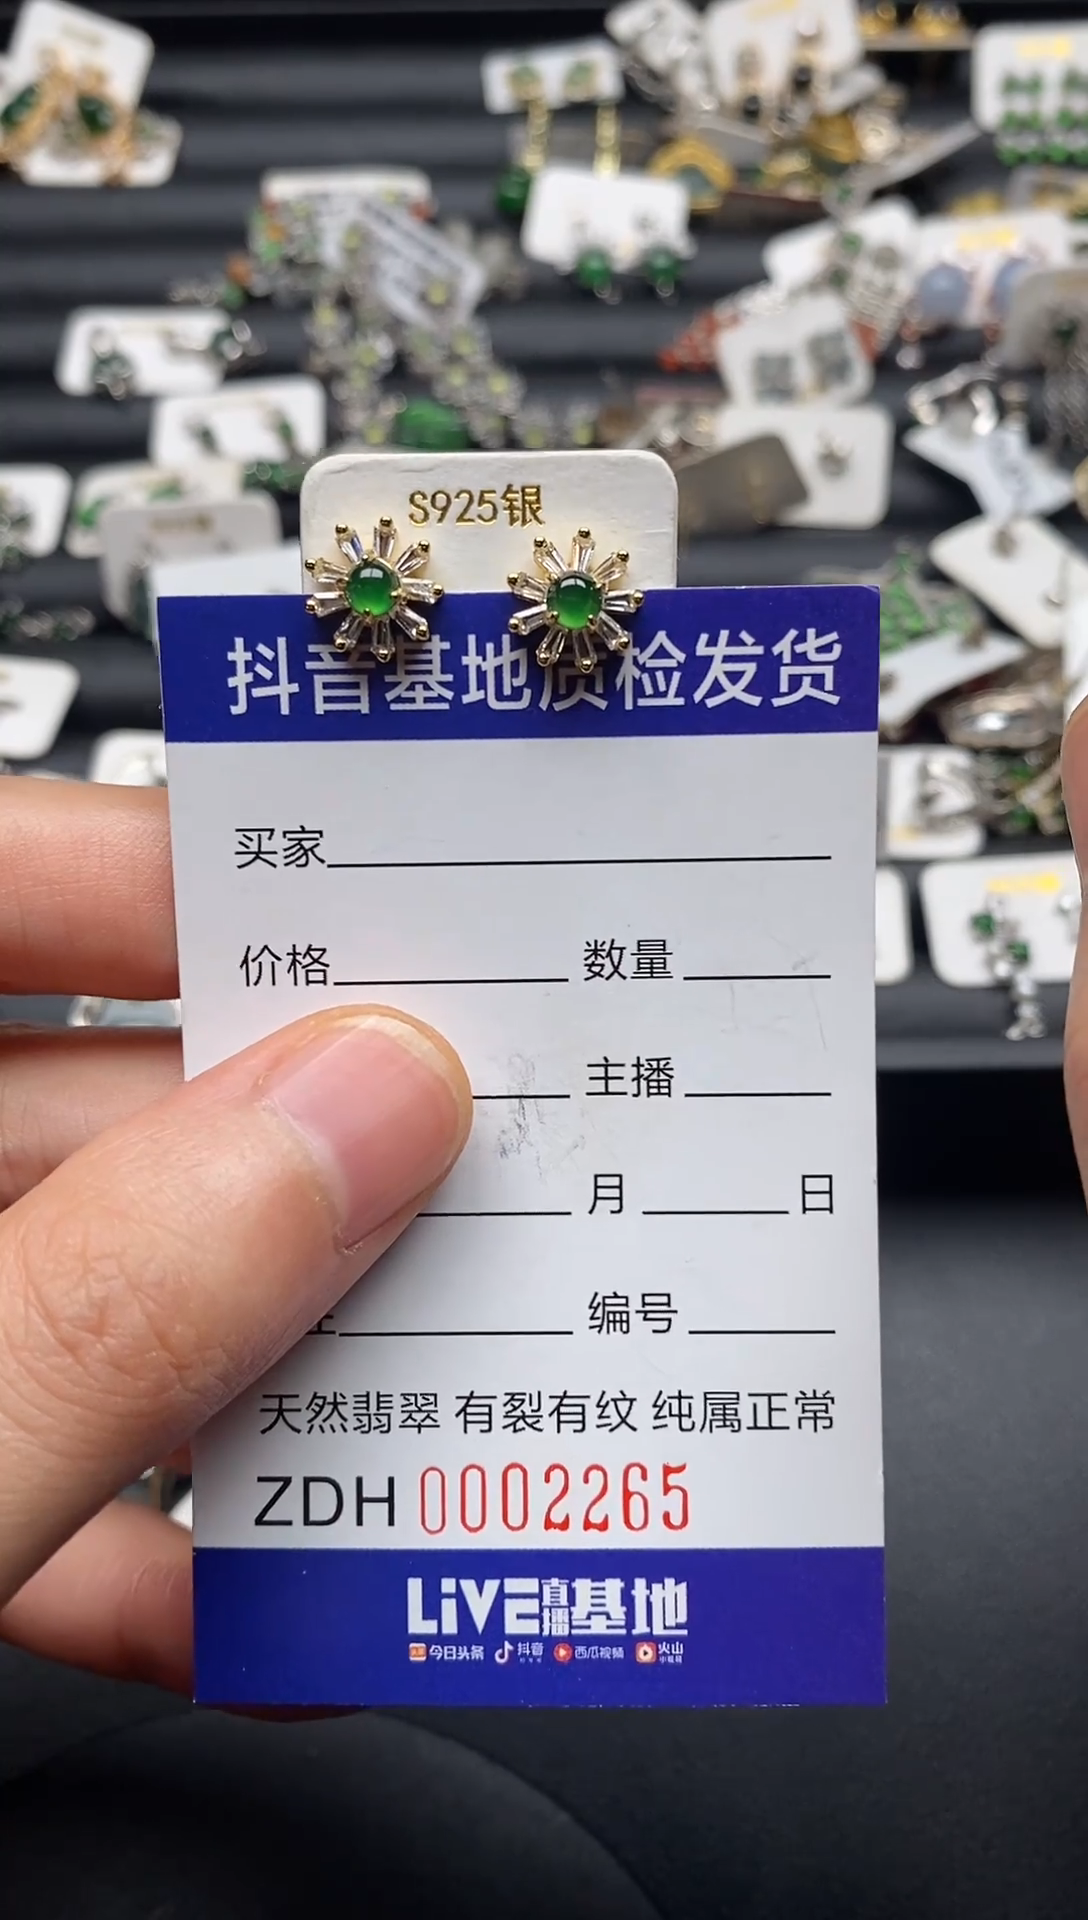 S925银
抖音基地质检发货
买家
价格 数量
主播
月 日
编号
天然翡翠 有裂有纹 纯属正常
ZDH 0002265
LiVE直播基地
今日头条 抖音 西瓜视频 火山